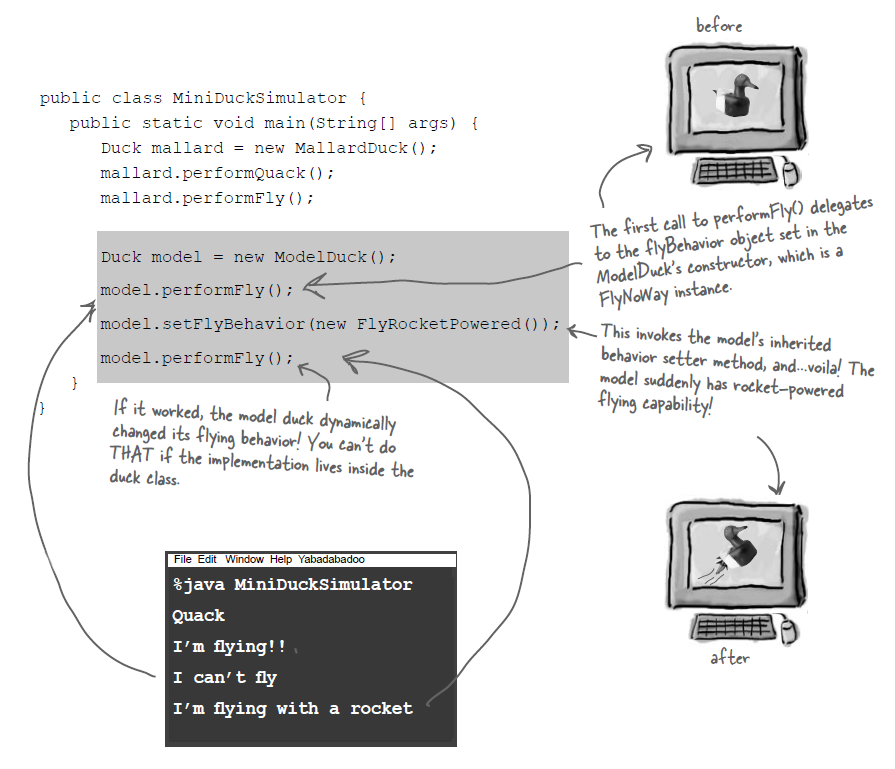 before
public class MiniDuckSimulator {
public static void main(String[] args) {
Duck mallard = new MallardDuck();
mallard.performQuack();
mallard.performFly();
Duck model = new ModelDuck();
model.performFly();
model.setFlyBehavior(new FlyRocketPowered());
model.performFly();
}
}
The first call to performFly() delegates
to the flyBehavior object set in the
ModelDuck's constructor, which is a
FlyNoWay instance.
This invokes the model's inherited
behavior setter method, and...voila! The
model suddenly has rocket-powered
flying capability!
If it worked, the model duck dynamically
changed its flying behavior! You can't do
THAT if the implementation lives inside the
duck class.
File Edit Window Help Yabadabadoo
%java MiniDuckSimulator
Quack
I'm flying!!
I can't fly
I'm flying with a rocket
after